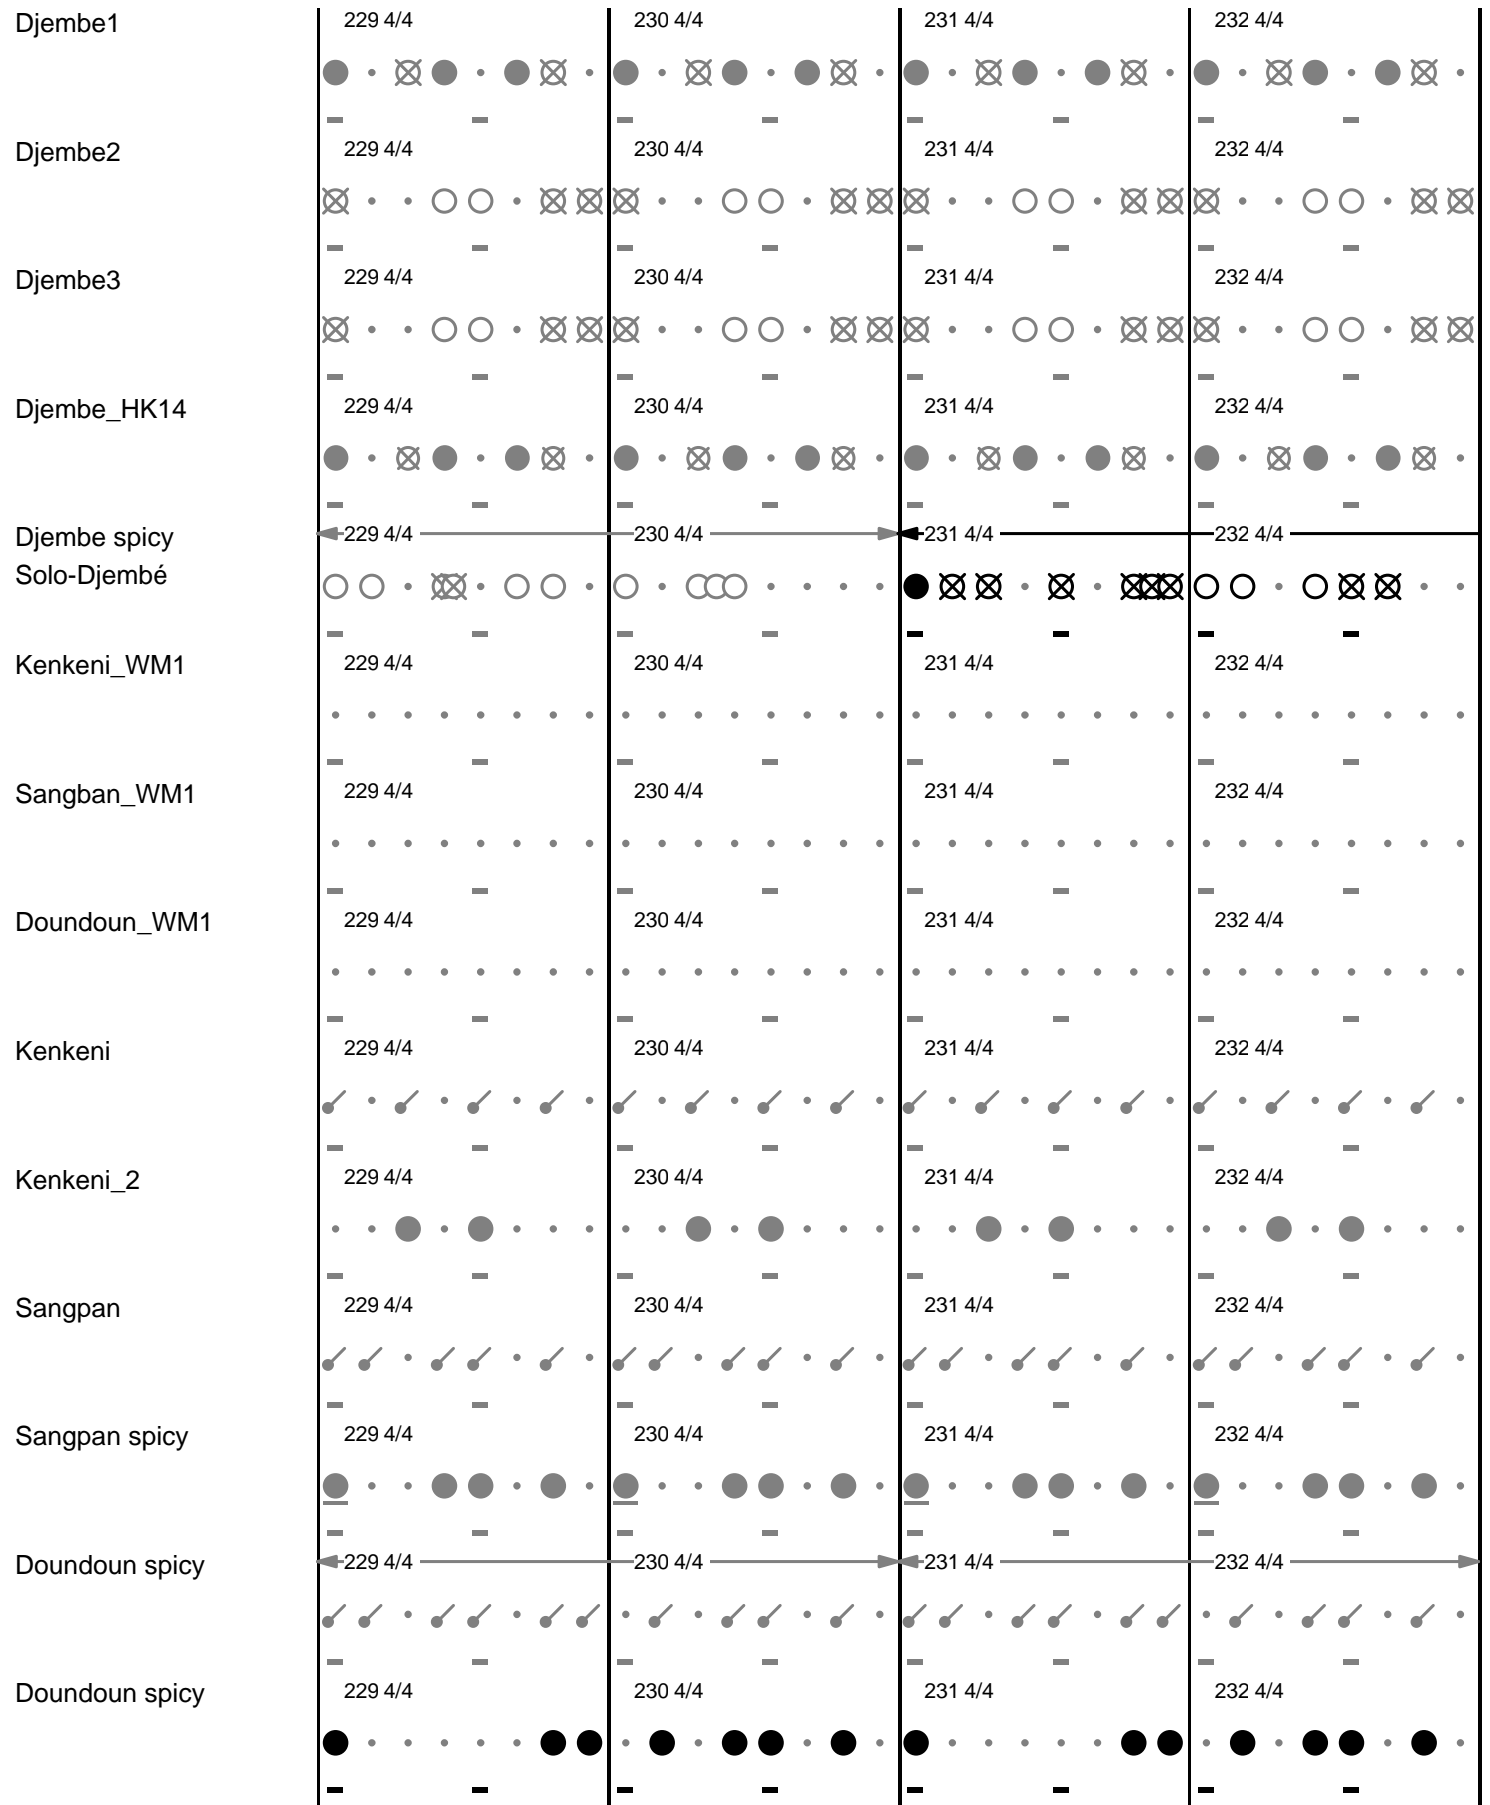 Djembe1 229 4/4 230 4/4 231 4/4 232 4/4
Djembe2 229 4/4 230 4/4 231 4/4 232 4/4
Djembe3 229 4/4 230 4/4 231 4/4 232 4/4
Djembe_HK14 229 4/4 230 4/4 231 4/4 232 4/4
Djembe spicy 229 4/4 230 4/4 231 4/4 232 4/4
Solo-Djembé
Kenkeni_WM1 229 4/4 230 4/4 231 4/4 232 4/4
Sangban_WM1 229 4/4 230 4/4 231 4/4 232 4/4
Doundoun_WM1 229 4/4 230 4/4 231 4/4 232 4/4
Kenkeni 229 4/4 230 4/4 231 4/4 232 4/4
Kenkeni_2 229 4/4 230 4/4 231 4/4 232 4/4
Sangpan 229 4/4 230 4/4 231 4/4 232 4/4
Sangpan spicy 229 4/4 230 4/4 231 4/4 232 4/4
Doundoun spicy 229 4/4 230 4/4 231 4/4 232 4/4
Doundoun spicy 229 4/4 230 4/4 231 4/4 232 4/4